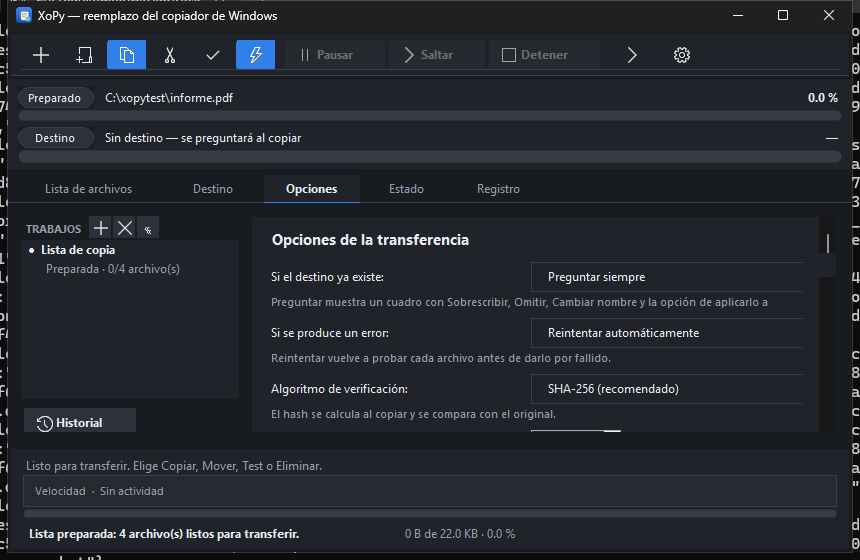 XoPy — reemplazo del copiador de Windows
Pausar
Saltar
Detener
Preparado
C:\xopytest\informe.pdf
0.0 %
Destino
Sin destino — se preguntará al copiar
—
Lista de archivos
Destino
Opciones
Estado
Registro
TRABAJOS
Lista de copia
Preparada · 0/4 archivo(s)
Historial
Opciones de la transferencia
Si el destino ya existe:
Preguntar siempre
Preguntar muestra un cuadro con Sobrescribir, Omitir, Cambiar nombre y la opción de aplicarlo a
Si se produce un error:
Reintentar automáticamente
Reintentar vuelve a probar cada archivo antes de darlo por fallido.
Algoritmo de verificación:
SHA-256 (recomendado)
El hash se calcula al copiar y se compara con el original.
Listo para transferir. Elige Copiar, Mover, Test o Eliminar.
Velocidad · Sin actividad
Lista preparada: 4 archivo(s) listos para transferir.
0 B de 22.0 KB · 0.0 %